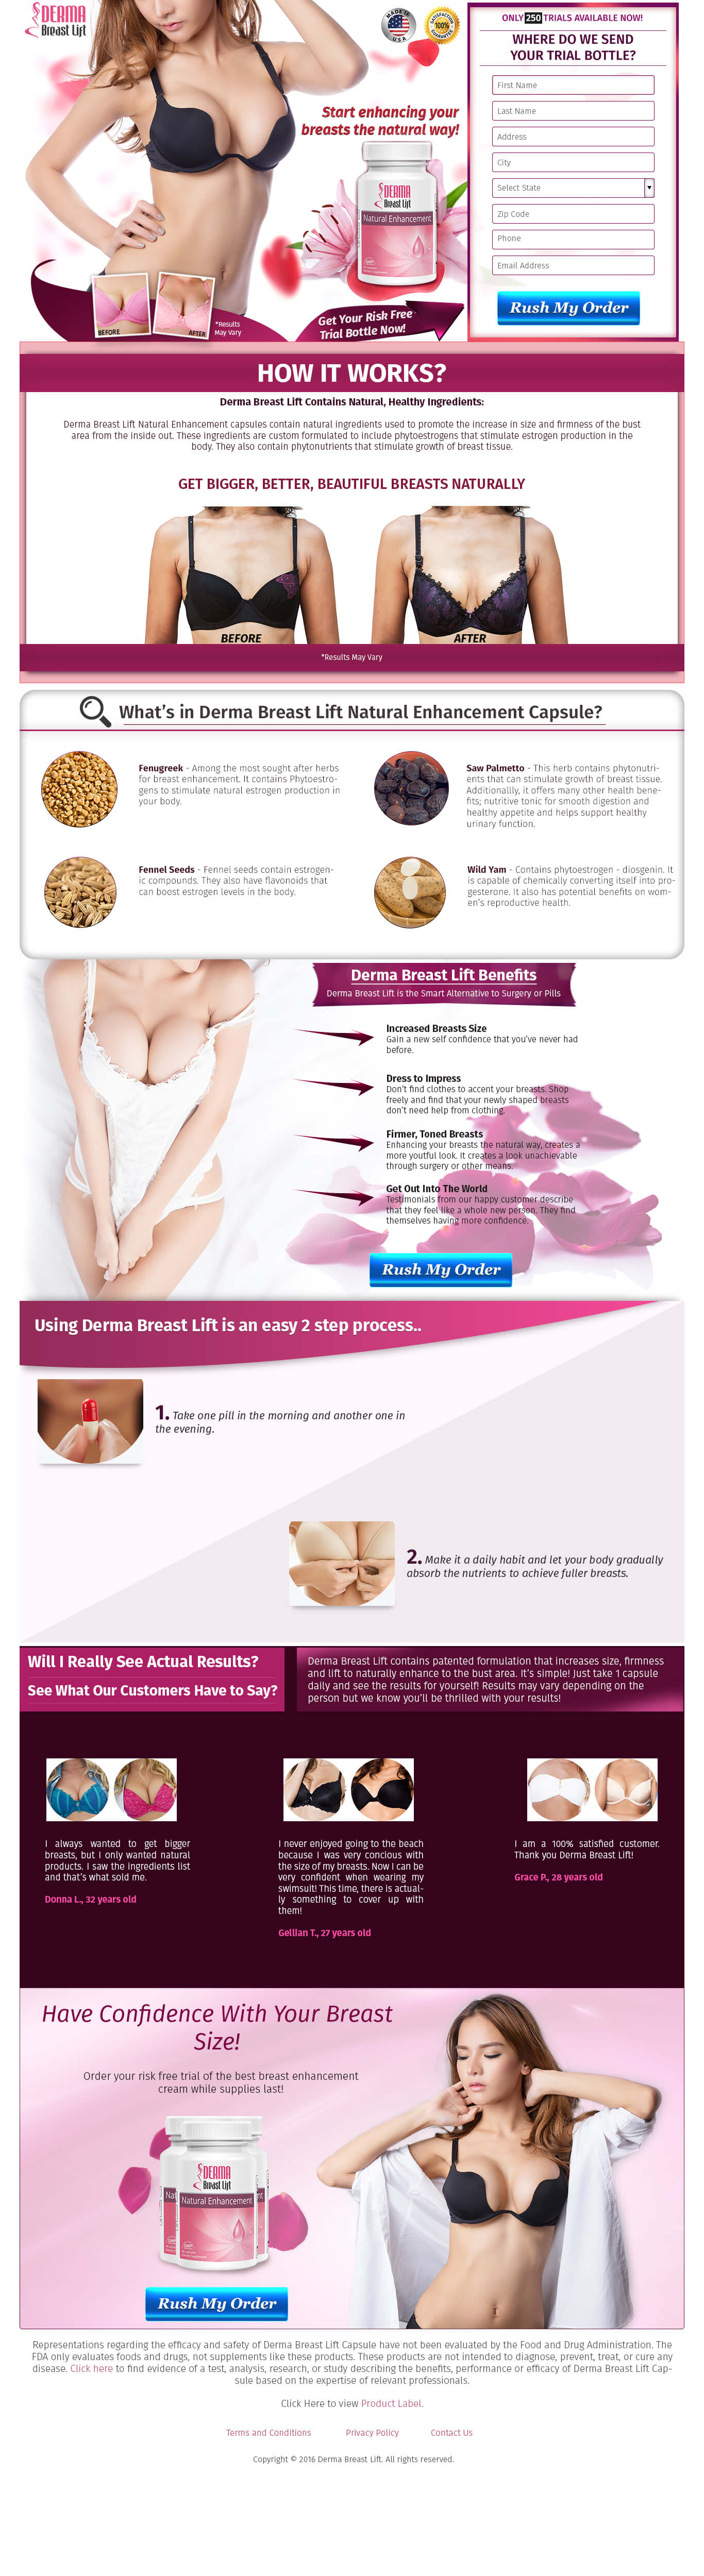 DERMA
Breast Lift
MADE IN
U.S.A
SATISFACTION
100%
GUARANTEE
Start enhancing your
breasts the natural way!
DERMA
Breast Lift
Natural Enhancement
BEFORE
AFTER
*Results
May Vary
Get Your Risk Free
Trial Bottle Now!
ONLY 250 TRIALS AVAILABLE NOW!
WHERE DO WE SEND
YOUR TRIAL BOTTLE?
First Name
Last Name
Address
City
Select State
Zip Code
Phone
Email Address
Rush My Order
HOW IT WORKS?
Derma Breast Lift Contains Natural, Healthy Ingredients:
Derma Breast Lift Natural Enhancement capsules contain natural ingredients used to promote the increase in size and firmness of the bust
area from the inside out. These ingredients are custom formulated to include phytoestrogens that stimulate estrogen production in the
body. They also contain phytonutrients that stimulate growth of breast tissue.
GET BIGGER, BETTER, BEAUTIFUL BREASTS NATURALLY
BEFORE
AFTER
*Results May Vary
What's in Derma Breast Lift Natural Enhancement Capsule?
Fenugreek - Among the most sought after herbs
for breast enhancement. It contains Phytoestro-
gens to stimulate natural estrogen production in
your body.
Saw Palmetto - This herb contains phytonutri-
ents that can stimulate growth of breast tissue.
Additionallly, it offers many other health bene-
fits; nutritive tonic for smooth digestion and
healthy appetite and helps support healthy
urinary function.
Fennel Seeds - Fennel seeds contain estrogen-
ic compounds. They also have flavonoids that
can boost estrogen levels in the body.
Wild Yam - Contains phytoestrogen - diosgenin. It
is capable of chemically converting itself into pro-
gesterone. It also has potential benefits on wom-
en's reproductive health.
Derma Breast Lift Benefits
Derma Breast Lift is the Smart Alternative to Surgery or Pills
Increased Breasts Size
Gain a new self confidence that you've never had
before.
Dress to Impress
Don't find clothes to accent your breasts. Shop
freely and find that your newly shaped breasts
don't need help from clothing.
Firmer, Toned Breasts
Enhancing your breasts the natural way, creates a
more youtful look. It creates a look unachievable
through surgery or other means.
Get Out Into The World
Testimonials from our happy customer describe
that they feel like a whole new person. They find
themselves having more confidence.
Rush My Order
Using Derma Breast Lift is an easy 2 step process..
1. Take one pill in the morning and another one in
the evening.
2. Make it a daily habit and let your body gradually
absorb the nutrients to achieve fuller breasts.
Will I Really See Actual Results?
See What Our Customers Have to Say?
Derma Breast Lift contains patented formulation that increases size, firmness
and lift to naturally enhance to the bust area. It's simple! Just take 1 capsule
daily and see the results for yourself! Results may vary depending on the
person but we know you'll be thrilled with your results!
I always wanted to get bigger
breasts, but I only wanted natural
products. I saw the ingredients list
and that's what sold me.
Donna L., 32 years old
I never enjoyed going to the beach
because I was very concious with
the size of my breasts. Now I can be
very confident when wearing my
swimsuit! This time, there is actual-
ly something to cover up with
them!
Gellian T., 27 years old
I am a 100% satisfied customer.
Thank you Derma Breast Lift!
Grace P., 28 years old
Have Confidence With Your Breast
Size!
Order your risk free trial of the best breast enhancement
cream while supplies last!
DERMA
Breast Lift
Natural Enhancement
Rush My Order
Representations regarding the efficacy and safety of Derma Breast Lift Capsule have not been evaluated by the Food and Drug Administration. The
FDA only evaluates foods and drugs, not supplements like these products. These products are not intended to diagnose, prevent, treat, or cure any
disease. Click here to find evidence of a test, analysis, research, or study describing the benefits, performance or efficacy of Derma Breast Lift Cap-
sule based on the expertise of relevant professionals.
Click Here to view Product Label.
Terms and Conditions
Privacy Policy
Contact Us
Copyright © 2016 Derma Breast Lift. All rights reserved.